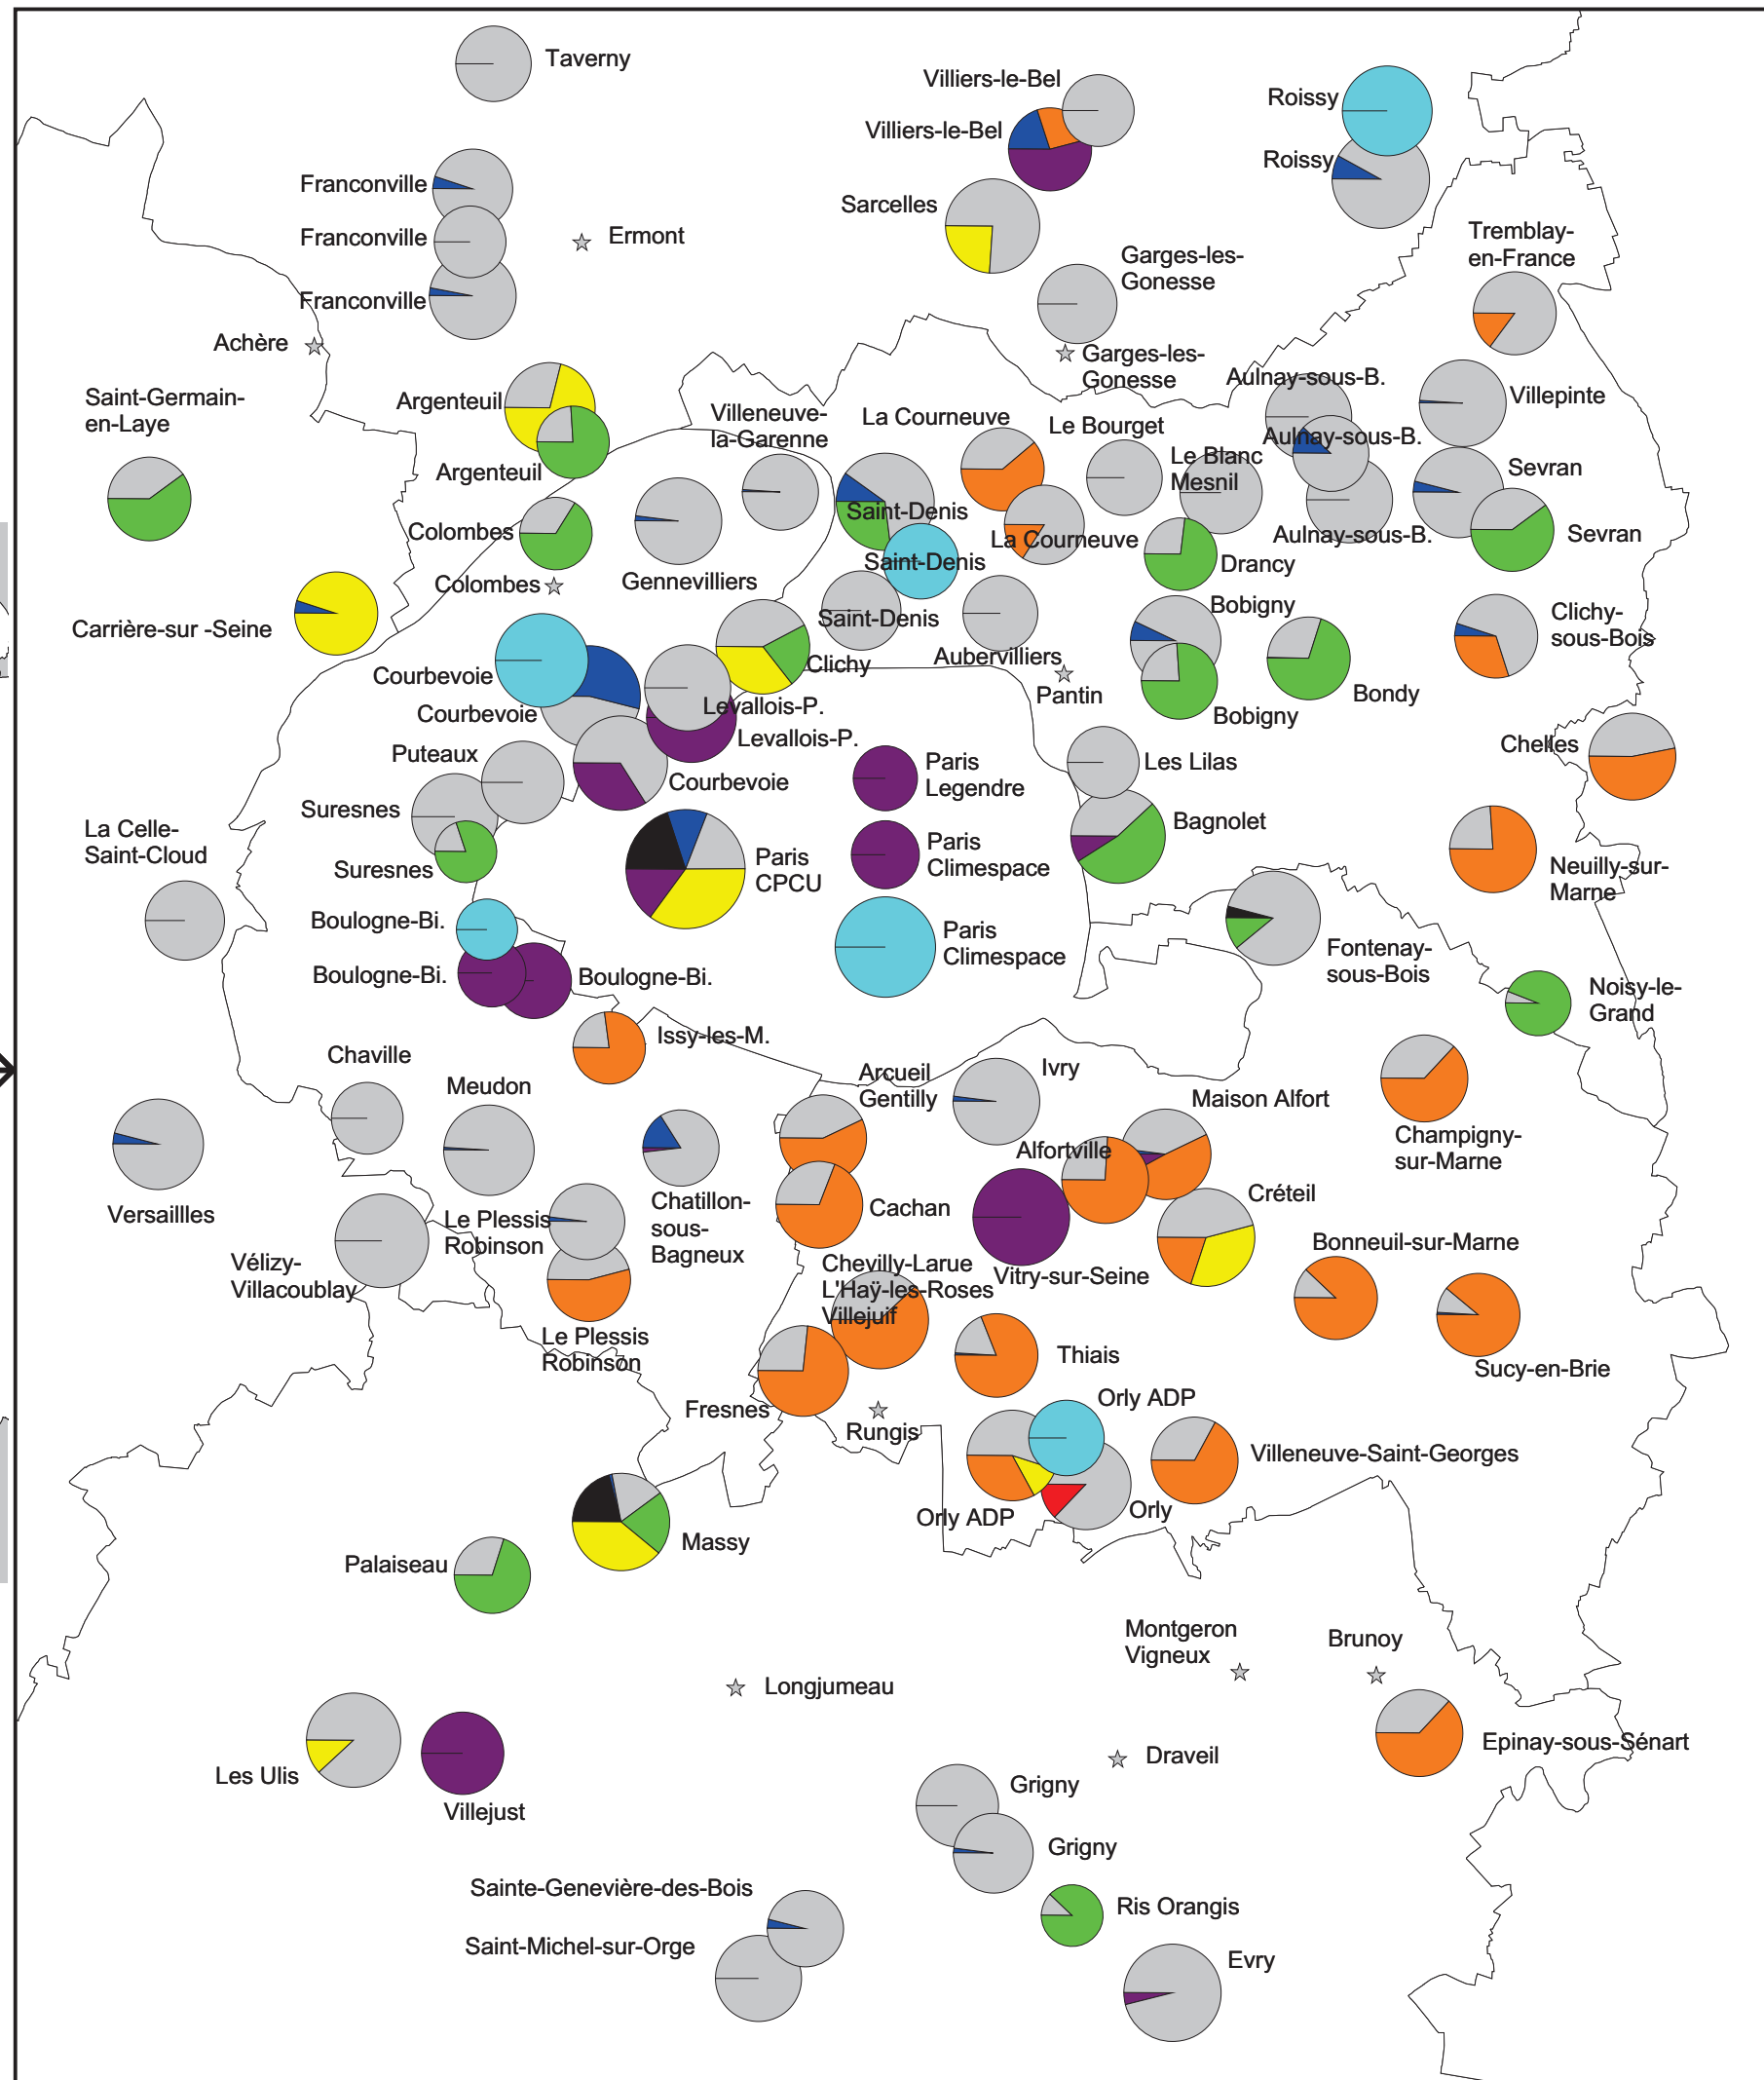 Taverny
Villiers-le-Bel
Villiers-le-Bel
Roissy
Roissy
Franconville
Franconville
Franconville
Ermont
Sarcelles
Garges-les-
Gonesse
Tremblay-
en-France
Achère
Garges-les-
Gonesse
Saint-Germain-
en-Laye
Argenteuil
Argenteuil
Villeneuve-
la-Garenne
La Courneuve
Le Bourget
Aulnay-sous-B.
Aulnay-sous-B.
Aulnay-sous-B.
Villepinte
Le Blanc
Mesnil
Sevran
Sevran
Colombes
Colombes
Gennevilliers
Saint-Denis
Saint-Denis
Saint-Denis
La Courneuve
Drancy
Carrière-sur -Seine
Clichy
Aubervilliers
Bobigny
Bobigny
Bondy
Clichy-
sous-Bois
Courbevoie
Courbevoie
Pantin
Levallois-P.
Levallois-P.
Puteaux
Courbevoie
Paris
Legendre
Les Lilas
Chelles
Suresnes
Suresnes
La Celle-
Saint-Cloud
Paris
CPCU
Paris
Climespace
Bagnolet
Neuilly-sur-
Marne
Boulogne-Bi.
Boulogne-Bi.
Boulogne-Bi.
Paris
Climespace
Fontenay-
sous-Bois
Noisy-le-
Grand
Issy-les-M.
Chaville
Meudon
Arcueil
Gentilly
Ivry
Maison Alfort
Champigny-
sur-Marne
Alfortville
Versaillles
Vélizy-
Villacoublay
Le Plessis
Robinson
Chatillon-
sous-
Bagneux
Cachan
Créteil
Chevilly-Larue
L'Haÿ-les-Roses
Villejuif
Vitry-sur-Seine
Bonneuil-sur-Marne
Le Plessis
Robinson
Thiais
Sucy-en-Brie
Fresnes
Rungis
Orly ADP
Orly ADP
Orly
Villeneuve-Saint-Georges
Massy
Palaiseau
Montgeron
Vigneux
Brunoy
Longjumeau
Epinay-sous-Sénart
Draveil
Les Ulis
Villejust
Grigny
Grigny
Sainte-Geneviève-des-Bois
Ris Orangis
Saint-Michel-sur-Orge
Evry